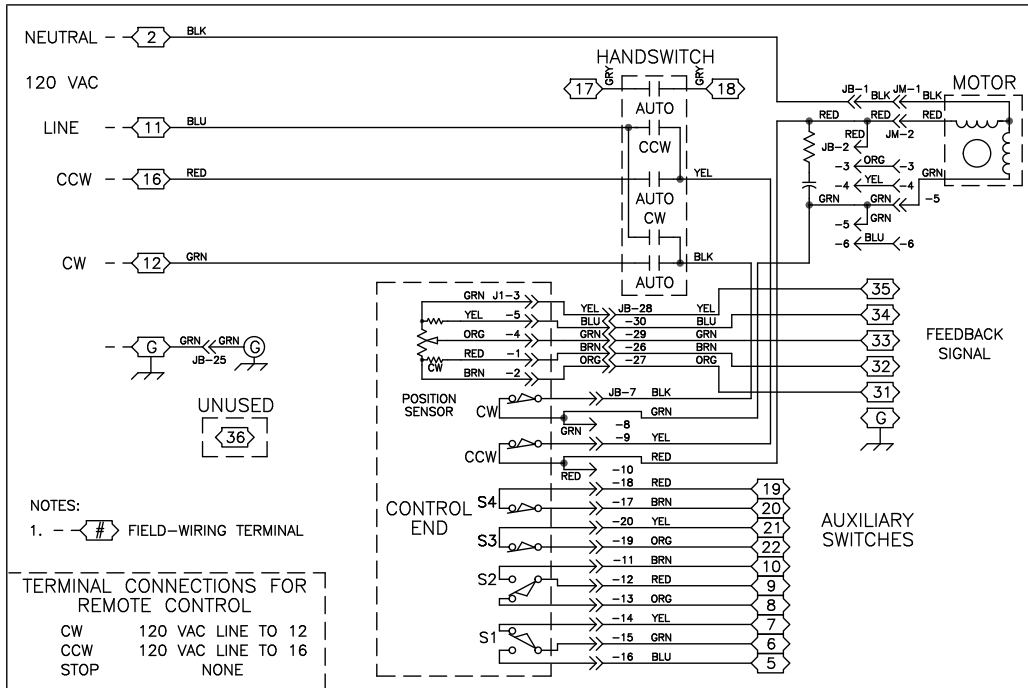 NEUTRAL 2 BLK
120 VAC
HANDSWITCH
17 GRY GRY 18
AUTO
LINE 11 BLU
CCW
CCW 16 RED
YEL
AUTO
CW
CW 12 GRN
BLK
AUTO
MOTOR
JB-1 BLK JM-1 BLK
RED RED RED
RED JM-2
JB-2
-3 ORG -3
-4 YEL -4
GRN
GRN GRN -5
-5 GRN
-6 BLU -6
GRN J1-3 YEL JB-28 YEL 35
YEL -5 BLU -30 BLU 34
ORG -4 GRN -29 GRN 33
RED -1 BRN -26 BRN 32
CW
BRN -2 ORG -27 ORG 31
FEEDBACK
SIGNAL
G
G GRN GRN G
JB-25
UNUSED
36
POSITION
SENSOR
CW
JB-7 BLK
GRN
GRN -8
CCW
-9 YEL
RED
RED -10
CONTROL
END
S4 -18 RED 19
-17 BRN 20
S3 -20 YEL 21
-19 ORG 22
S2 -11 BRN 10
-12 RED 9
-13 ORG 8
S1 -14 YEL 7
-15 GRN 6
-16 BLU 5
AUXILIARY
SWITCHES
NOTES:
1. # FIELD-WIRING TERMINAL
TERMINAL CONNECTIONS FOR
REMOTE CONTROL
CW 120 VAC LINE TO 12
CCW 120 VAC LINE TO 16
STOP NONE